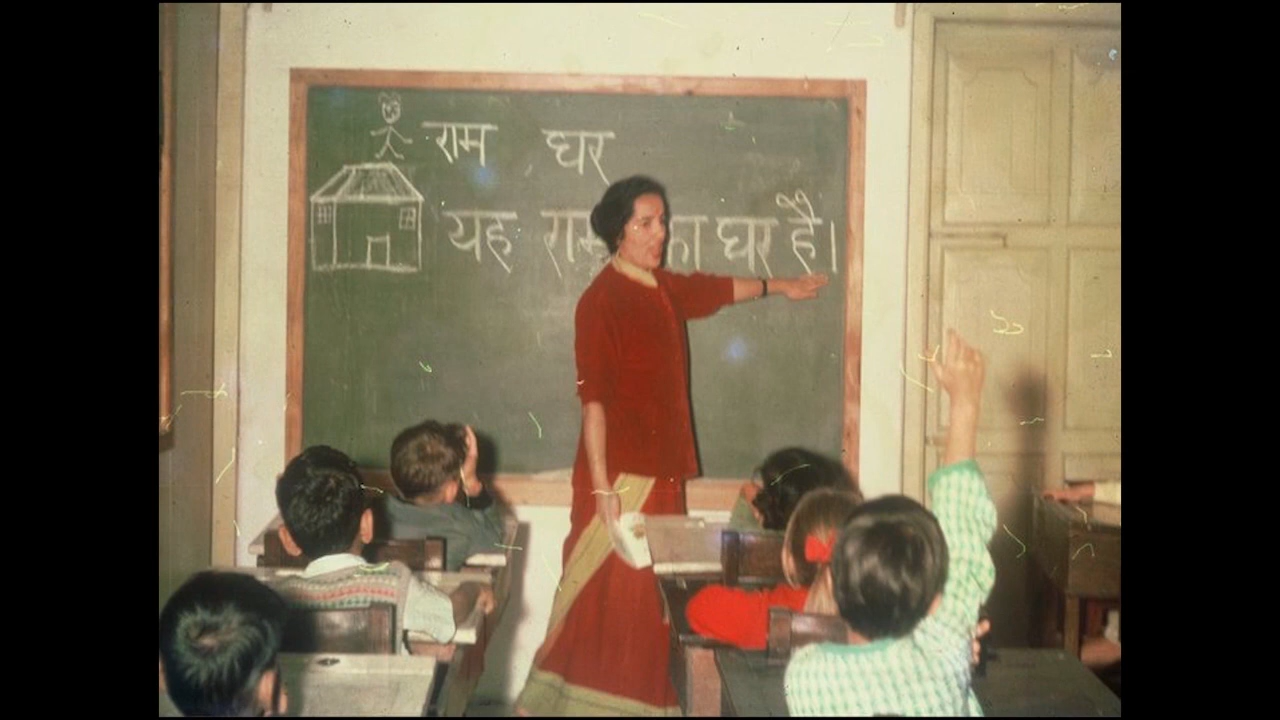 राम घर
यह राम का घर है।